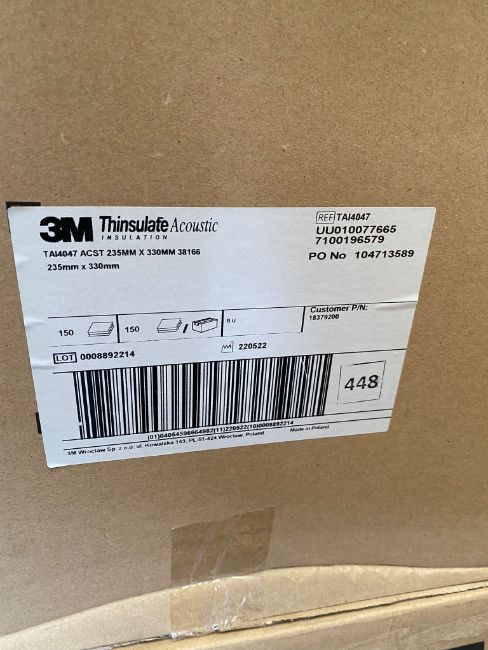 3M Thinsulate Acoustic
INSULATION
REF TAI4047
UU010077665
7100196579
PO No 104713589
TAI4047 ACST 235MM X 330MM 38166
235mm x 330mm
150 150 / BU
Customer P/N:
18379200
LOT 0008892214
220522
448
(01)04064596664982(11)220522(10)0008892214
3M Wroclaw Sp. z o.o. ul. Kowalska 143, PL-51-424 Wroclaw, Poland
Made in Poland